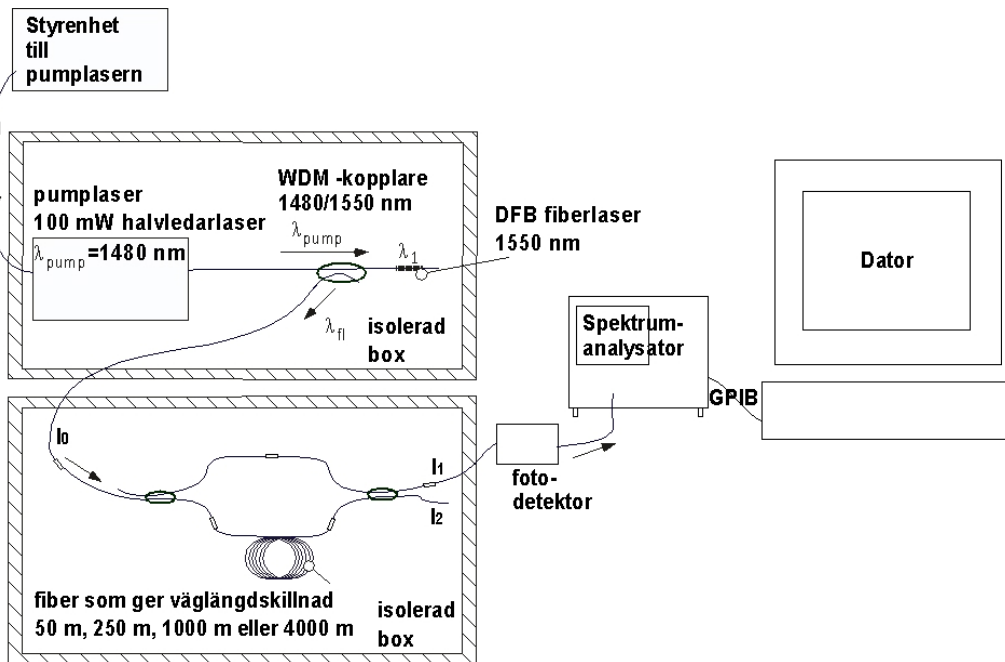 Styrenhet
till
pumplasern
pumplaser
100 mW halvledarlaser
λpump=1480 nm
WDM -kopplare
1480/1550 nm
λpump
λ1
λfl
isolerad
box
DFB fiberlaser
1550 nm
Dator
Spektrum-
analysator
GPIB
foto-
detektor
I0
I1
I2
fiber som ger väglängdskillnad
50 m, 250 m, 1000 m eller 4000 m
isolerad
box